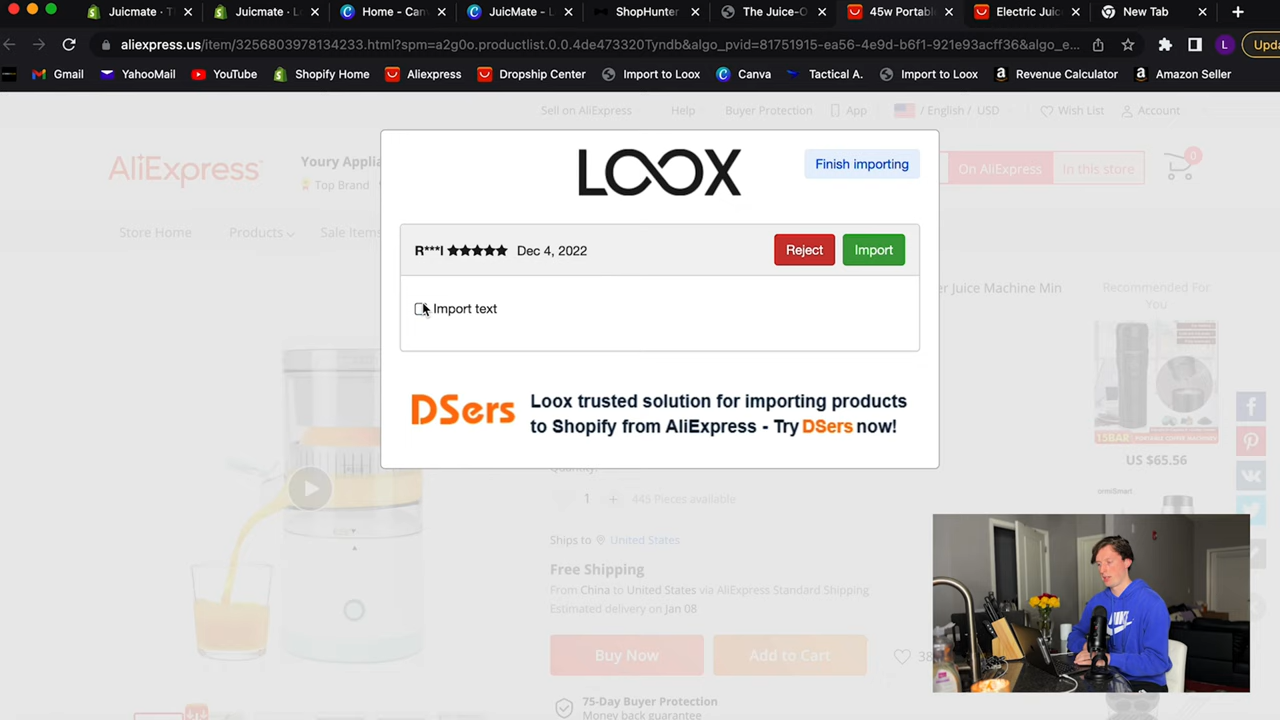 Juicmate · T
Juicmate · L
Home - Can
JuicMate - L
ShopHunter
The Juice-O
45w Portabl
Electric Juic
New Tab
aliexpress.us/item/3256803978134233.html?spm=a2g0o.productlist.0.0.4de473320Tyndb&algo_pvid=81751915-ea56-4e9d-b6f1-921e93acff36&algo_e...
L
Upda
Gmail
YahooMail
YouTube
Shopify Home
Aliexpress
Dropship Center
Import to Loox
Canva
Tactical A.
Import to Loox
Revenue Calculator
Amazon Seller
Sell on AliExpress
Help
Buyer Protection
App
/ English / USD
Wish List
Account
AliExpress
Youry Applia
Top Brand
On AliExpress
In this store
0
LOOX
Finish importing
Store Home
Products
Sale Items
R***l ★★★★★ Dec 4, 2022
Reject
Import
Import text
er Juice Machine Min
Recommended For
You
15BAR
US $65.56
DSers
Loox trusted solution for importing products
to Shopify from AliExpress - Try DSers now!
Quantity:
1 + 445 Pieces available
Ships to United States
Free Shipping
From China to United States via AliExpress Standard Shipping
Estimated delivery on Jan 08
Buy Now
Add to Cart
75-Day Buyer Protection
Money back guarantee